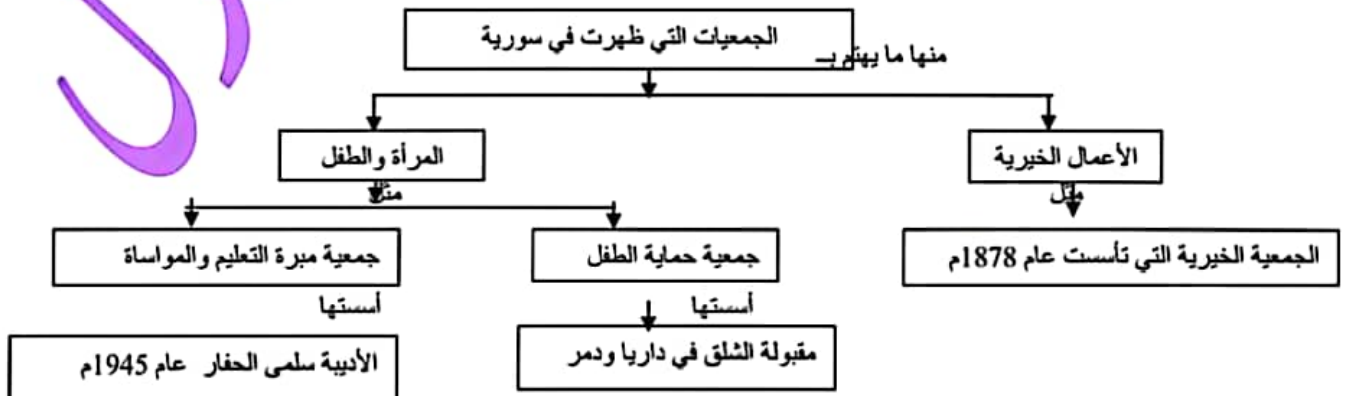 الجمعيات التي ظهرت في سورية
منها ما يهتم بـ
الأعمال الخيرية
المرأة والطفل
مثل
مثل
الجمعية الخيرية التي تأسست عام 1878م
جمعية حماية الطفل
جمعية مبرة التعليم والمواساة
أسستها
أسستها
مقبولة الشلق في داريا ودمر
الأديبة سلمى الحفار عام 1945م